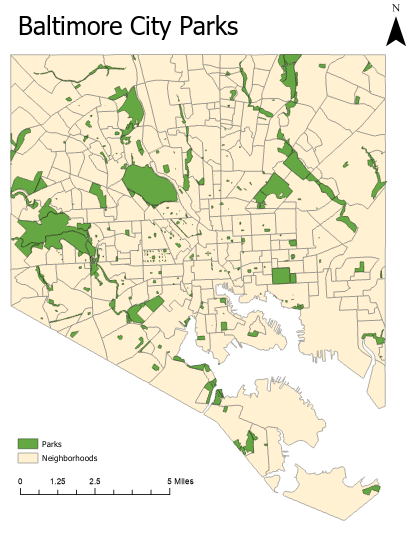 N
Baltimore City Parks
Parks
Neighborhoods
0 1.25 2.5 5 Miles